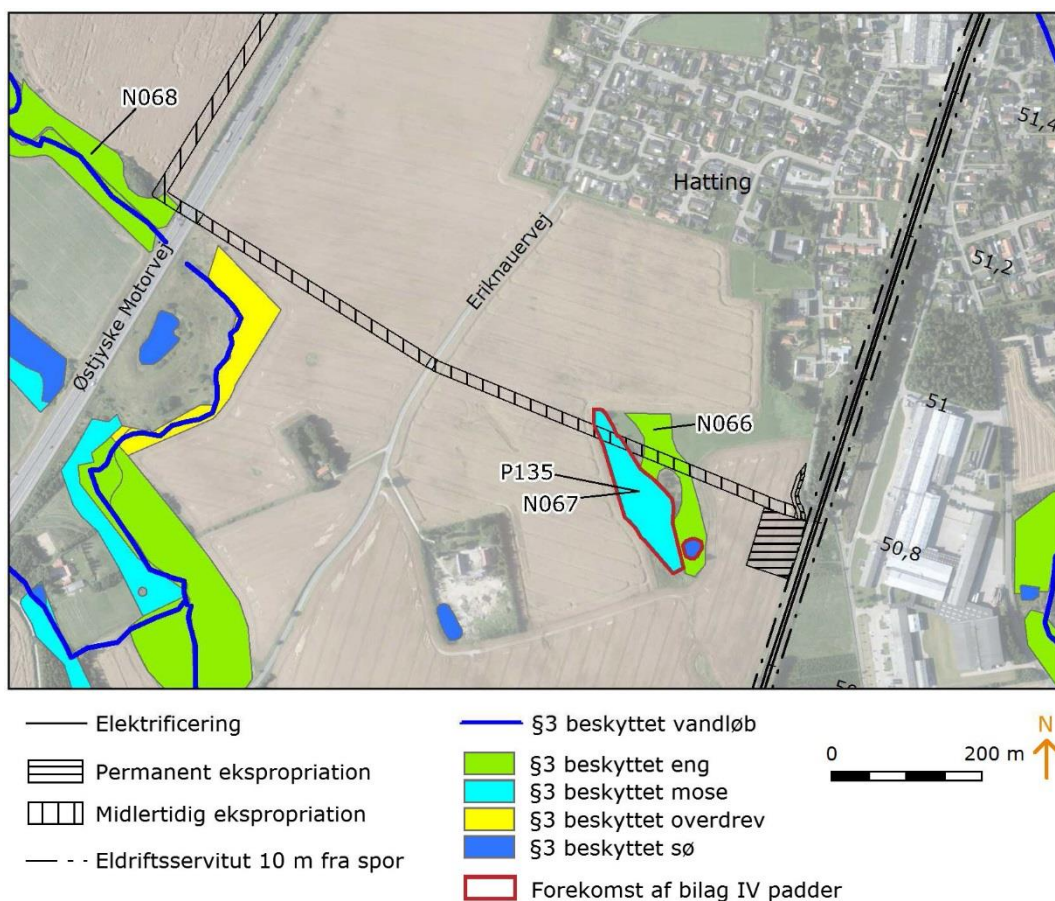 N068
Hatting
51,4
51,2
Eriknauervej
Østjyske Motorvej
51
N066
P135
N067
50,8
Elektrificering
Permanent ekspropriation
Midlertidig ekspropriation
Eldriftsservitut 10 m fra spor
§3 beskyttet vandløb
§3 beskyttet eng
§3 beskyttet mose
§3 beskyttet overdrev
§3 beskyttet sø
Forekomst af bilag IV padder
0 200 m
N